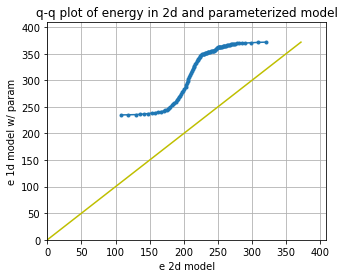 q-q plot of energy in 2d and parameterized model
400
350
300
250
200
150
100
50
0
e 1d model w/ param
0 50 100 150 200 250 300 350 400
e 2d model